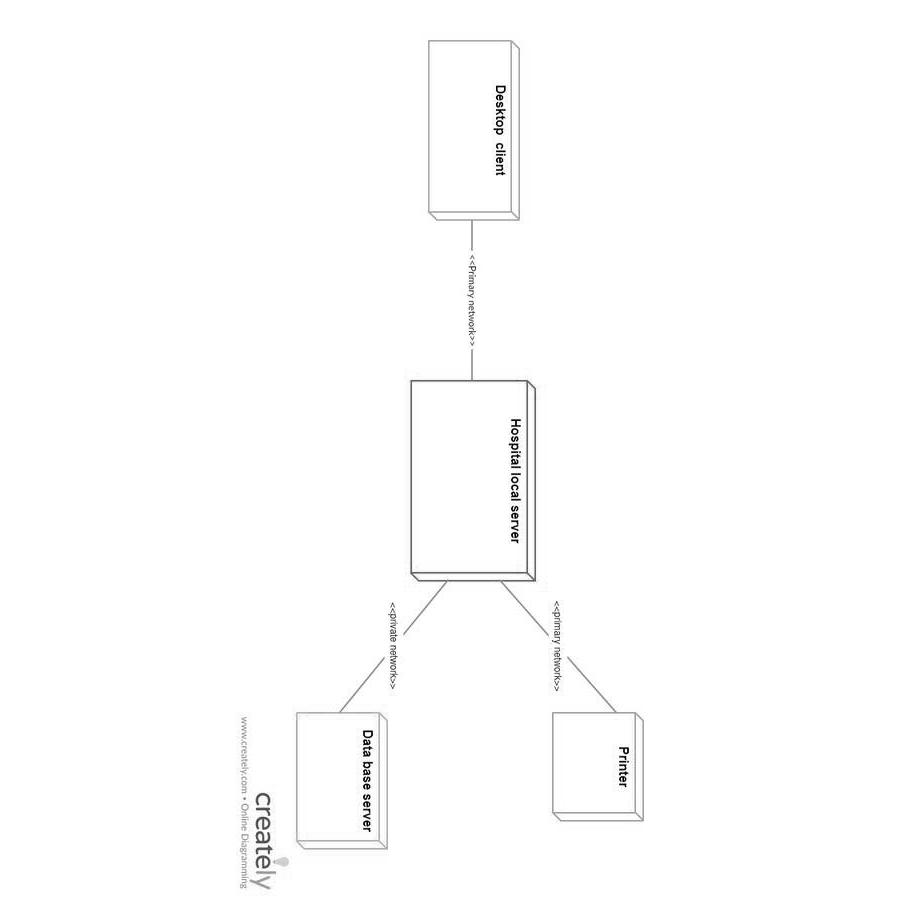 Desktop client
<<Primary network>>
Hospital local server
<<primary network>>
<<private network>>
Printer
Data base server
creately
www.creately.com • Online Diagramming